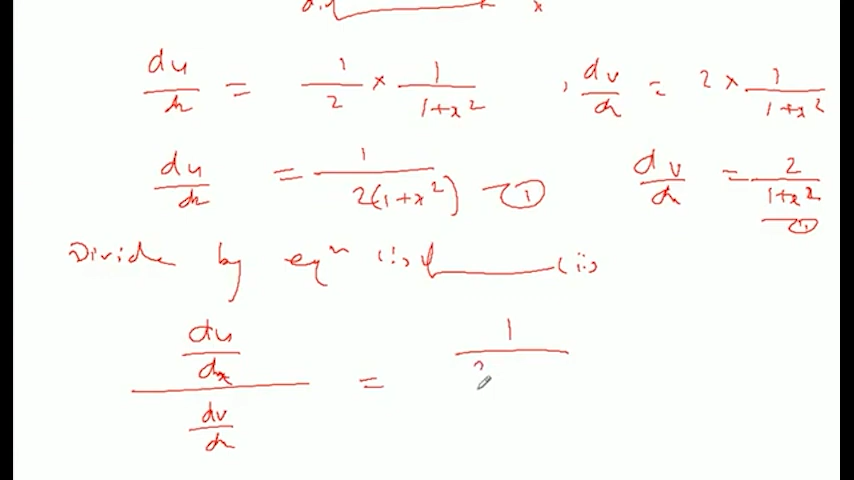 du/dx = 1/2 × 1/(1+x²) , dv/dx = 2 × 1/(1+x²)
du/dx = 1/(2(1+x²)) — ① dv/dx = 2/(1+x²)
Divide by eqⁿ (i) (ii)
(du/dx)/(dv/dx) = 1/2